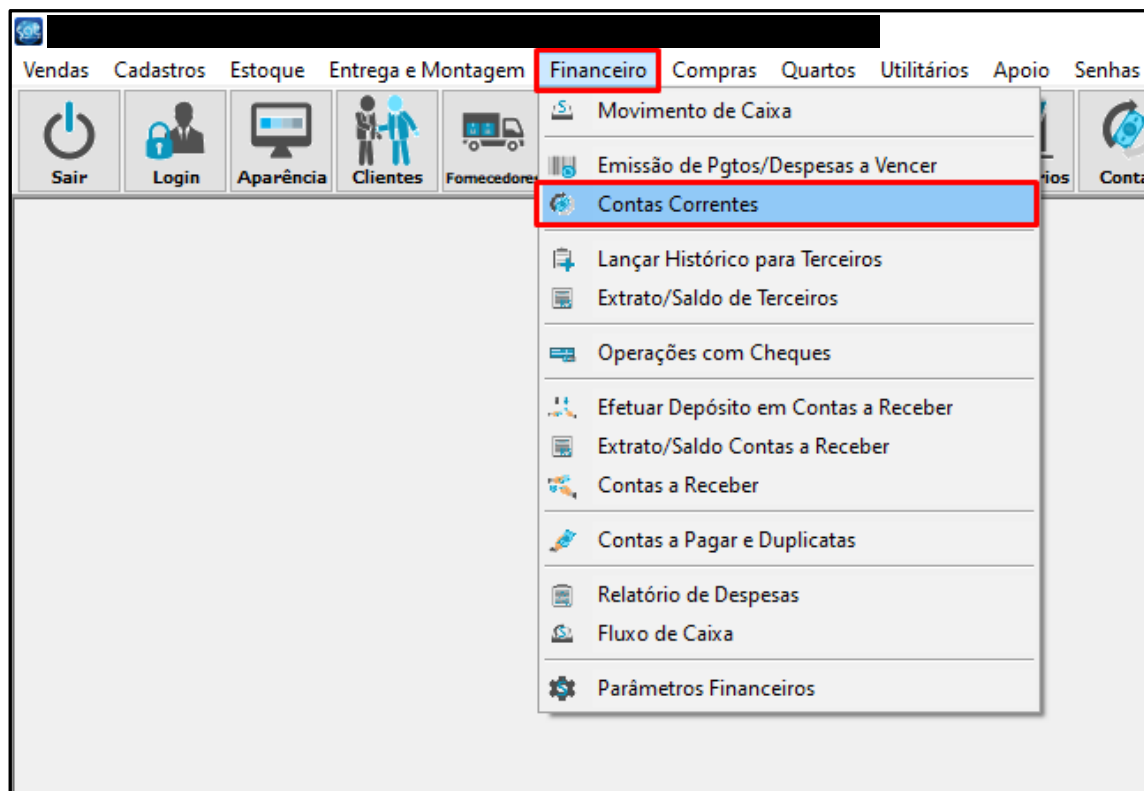 Vendas Cadastros Estoque Entrega e Montagem Financeiro Compras Quartos Utilitários Apoio Senhas
Sair Login Aparência Clientes Fornecedores
Movimento de Caixa
Emissão de Pgtos/Despesas a Vencer
Contas Correntes
Lançar Histórico para Terceiros
Extrato/Saldo de Terceiros
Operações com Cheques
Efetuar Depósito em Contas a Receber
Extrato/Saldo Contas a Receber
Contas a Receber
Contas a Pagar e Duplicatas
Relatório de Despesas
Fluxo de Caixa
Parâmetros Financeiros